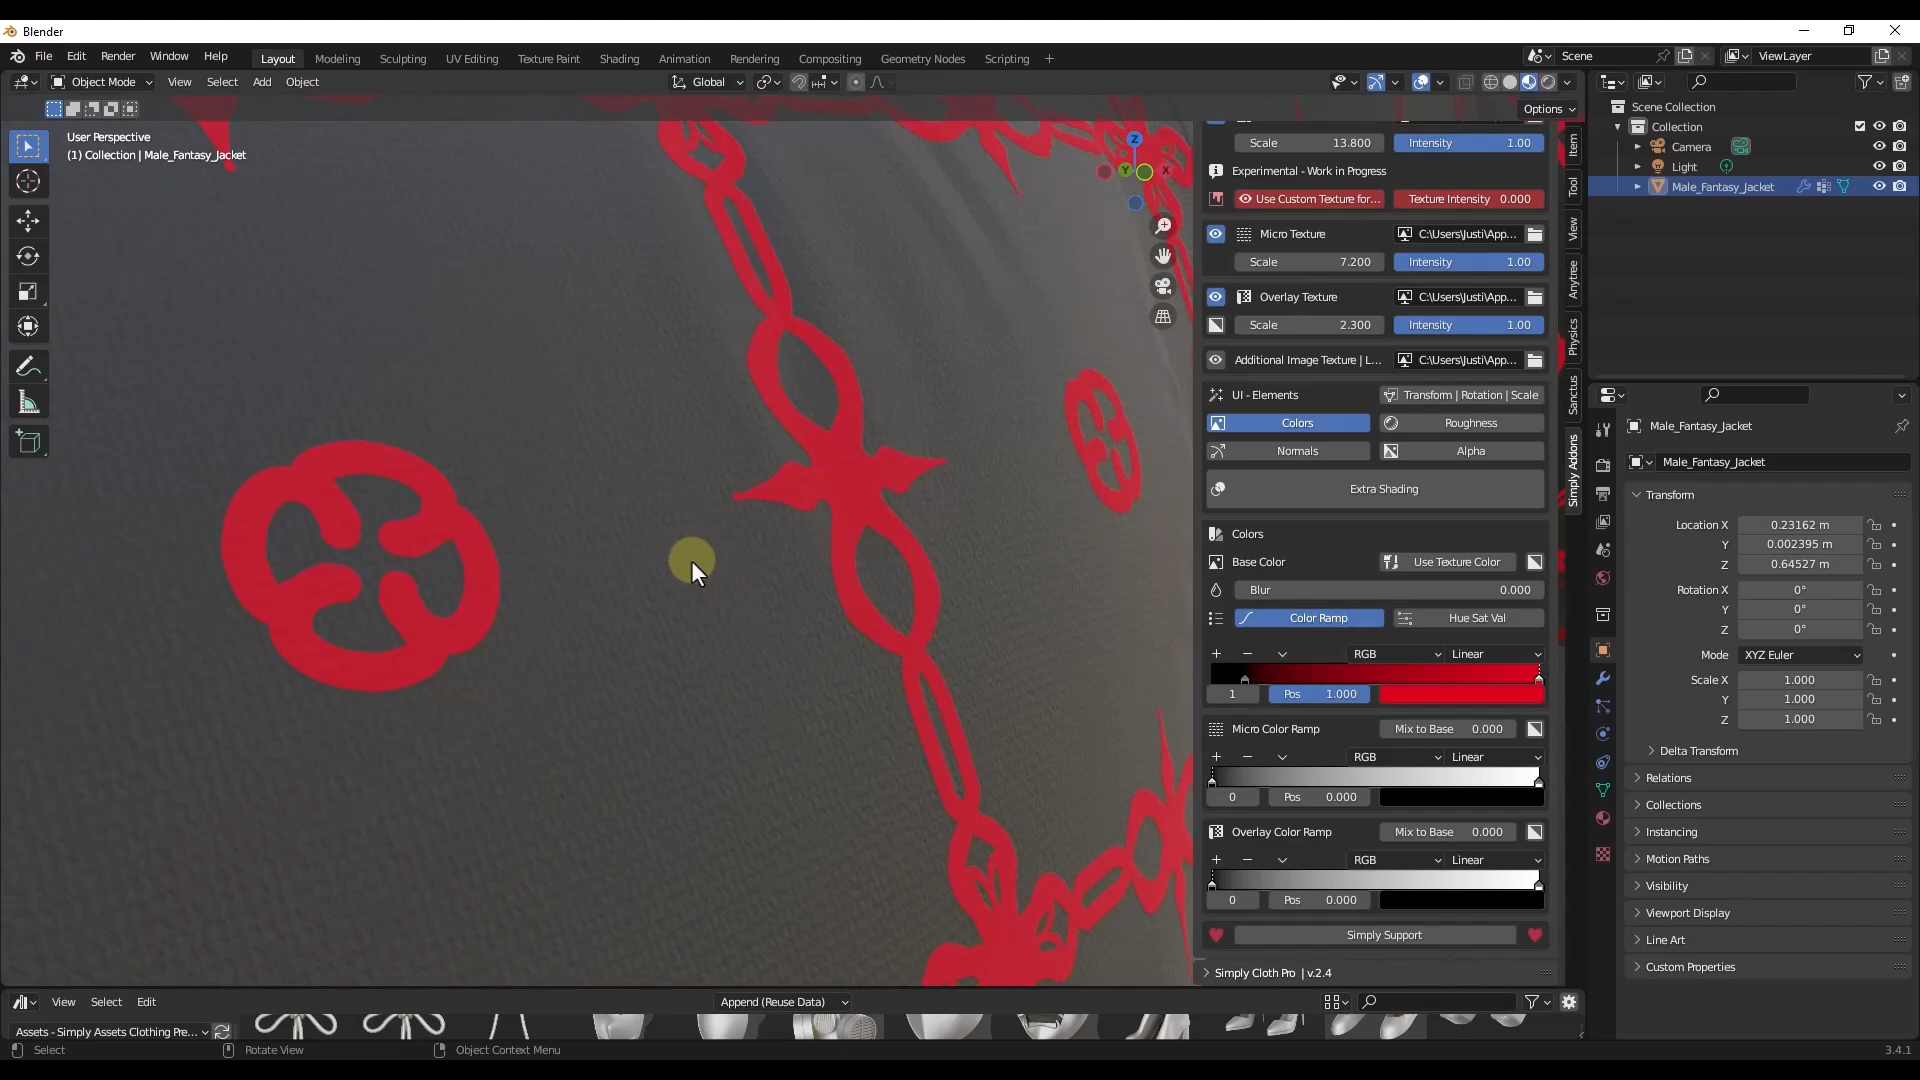 Blender
File Edit Render Window Help Layout Modeling Sculpting UV Editing Texture Paint Shading Animation Rendering Compositing Geometry Nodes Scripting + Scene ViewLayer
Object Mode View Select Add Object Global
Options
User Perspective
(1) Collection | Male_Fantasy_Jacket
Z
Y
X
Scale 13.800 Intensity 1.00
Experimental - Work in Progress
Use Custom Texture for... Texture Intensity 0.000
Micro Texture C:\Users\Justi\App...
Scale 7.200 Intensity 1.00
Overlay Texture C:\Users\Justi\App...
Scale 2.300 Intensity 1.00
Additional Image Texture | L... C:\Users\Justi\App...
UI - Elements Transform | Rotation | Scale
Colors Roughness
Normals Alpha
Extra Shading
Colors
Base Color Use Texture Color
Blur 0.000
Color Ramp Hue Sat Val
+ − RGB Linear
1 Pos 1.000
Micro Color Ramp Mix to Base 0.000
+ − RGB Linear
0 Pos 0.000
Overlay Color Ramp Mix to Base 0.000
+ − RGB Linear
0 Pos 0.000
Simply Support
Simply Cloth Pro | v.2.4
Item
Tool
View
Anytree
Physics
Sanctus
Simply Addons
Scene Collection
Collection
Camera
Light
Male_Fantasy_Jacket
Male_Fantasy_Jacket
Male_Fantasy_Jacket
Transform
Location X 0.23162 m
Y 0.002395 m
Z 0.64527 m
Rotation X 0°
Y 0°
Z 0°
Mode XYZ Euler
Scale X 1.000
Y 1.000
Z 1.000
Delta Transform
Relations
Collections
Instancing
Motion Paths
Visibility
Viewport Display
Line Art
Custom Properties
View Select Edit Append (Reuse Data)
Assets - Simply Assets Clothing Pre...
Select Rotate View Object Context Menu 3.4.1